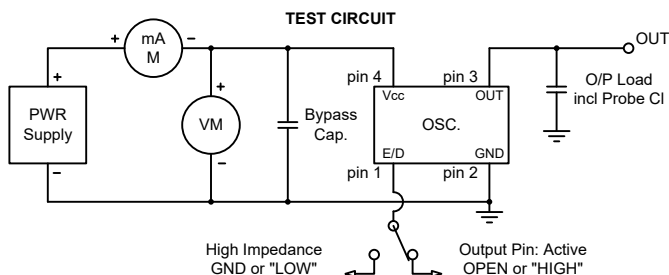 TEST CIRCUIT
+
mA
M
−
OUT
pin 4
pin 3
+
PWR
Supply
−
+
VM
−
Bypass
Cap.
Vcc
OUT
OSC.
E/D
GND
O/P Load
incl Probe Cl
pin 1
pin 2
High Impedance
GND or "LOW"
Output Pin: Active
OPEN or "HIGH"